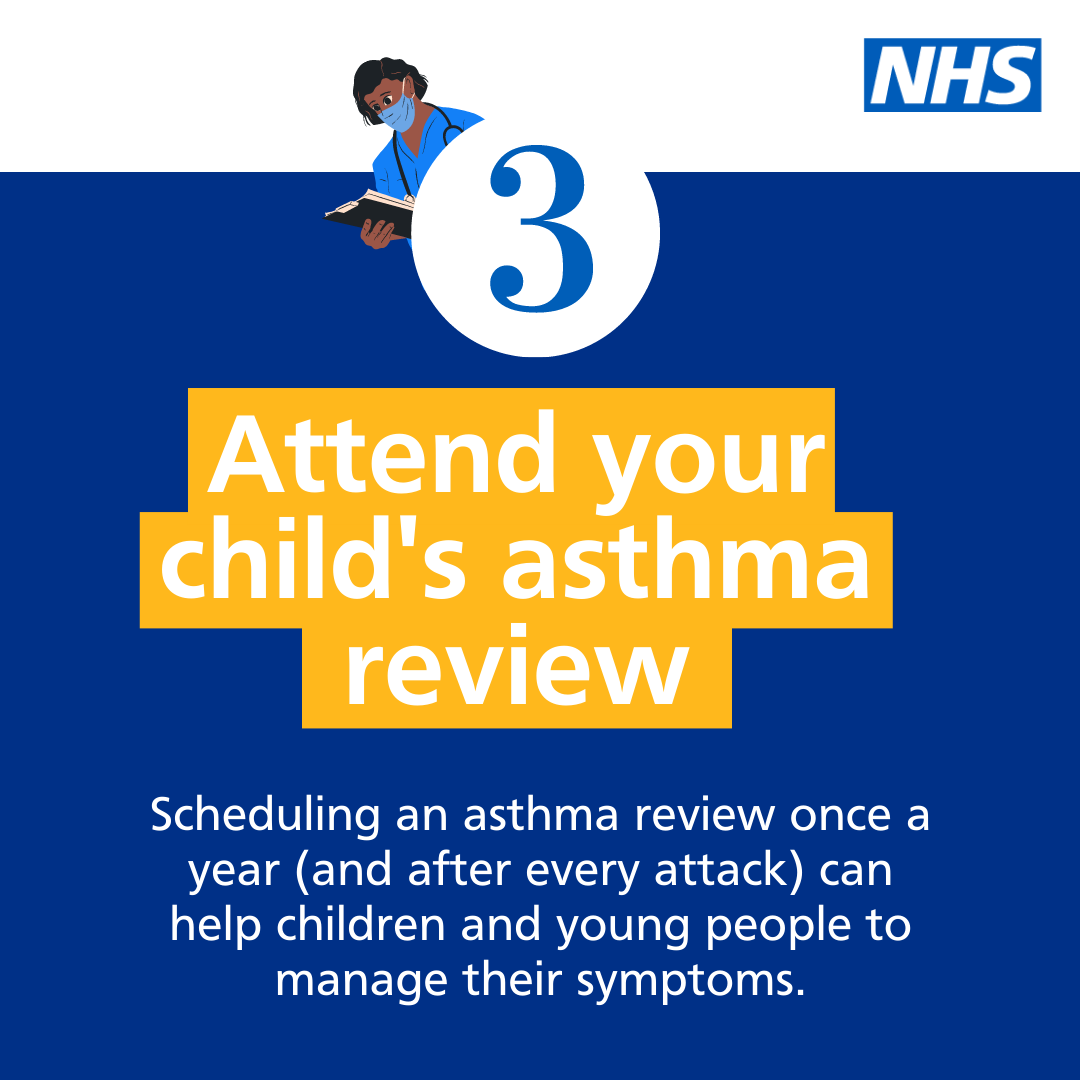 NHS
3
Attend your
child's asthma
review
Scheduling an asthma review once a
year (and after every attack) can
help children and young people to
manage their symptoms.